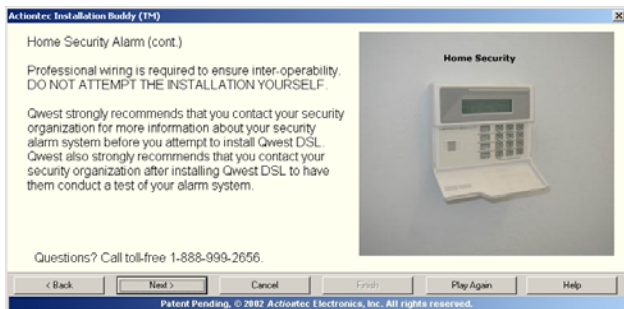 Actiontec Installation Buddy (TM)
Home Security Alarm (cont.)
Professional wiring is required to ensure inter-operability.
DO NOT ATTEMPT THE INSTALLATION YOURSELF.
Qwest strongly recommends that you contact your security
organization for more information about your security
alarm system before you attempt to install Qwest DSL.
Qwest also strongly recommends that you contact your
security organization after installing Qwest DSL to have
them conduct a test of your alarm system.
Home Security
Questions? Call toll-free 1-888-999-2656.
< Back
Next >
Cancel
Finish
Play Again
Help
Patent Pending, © 2002 Actiontec Electronics, Inc. All rights reserved.